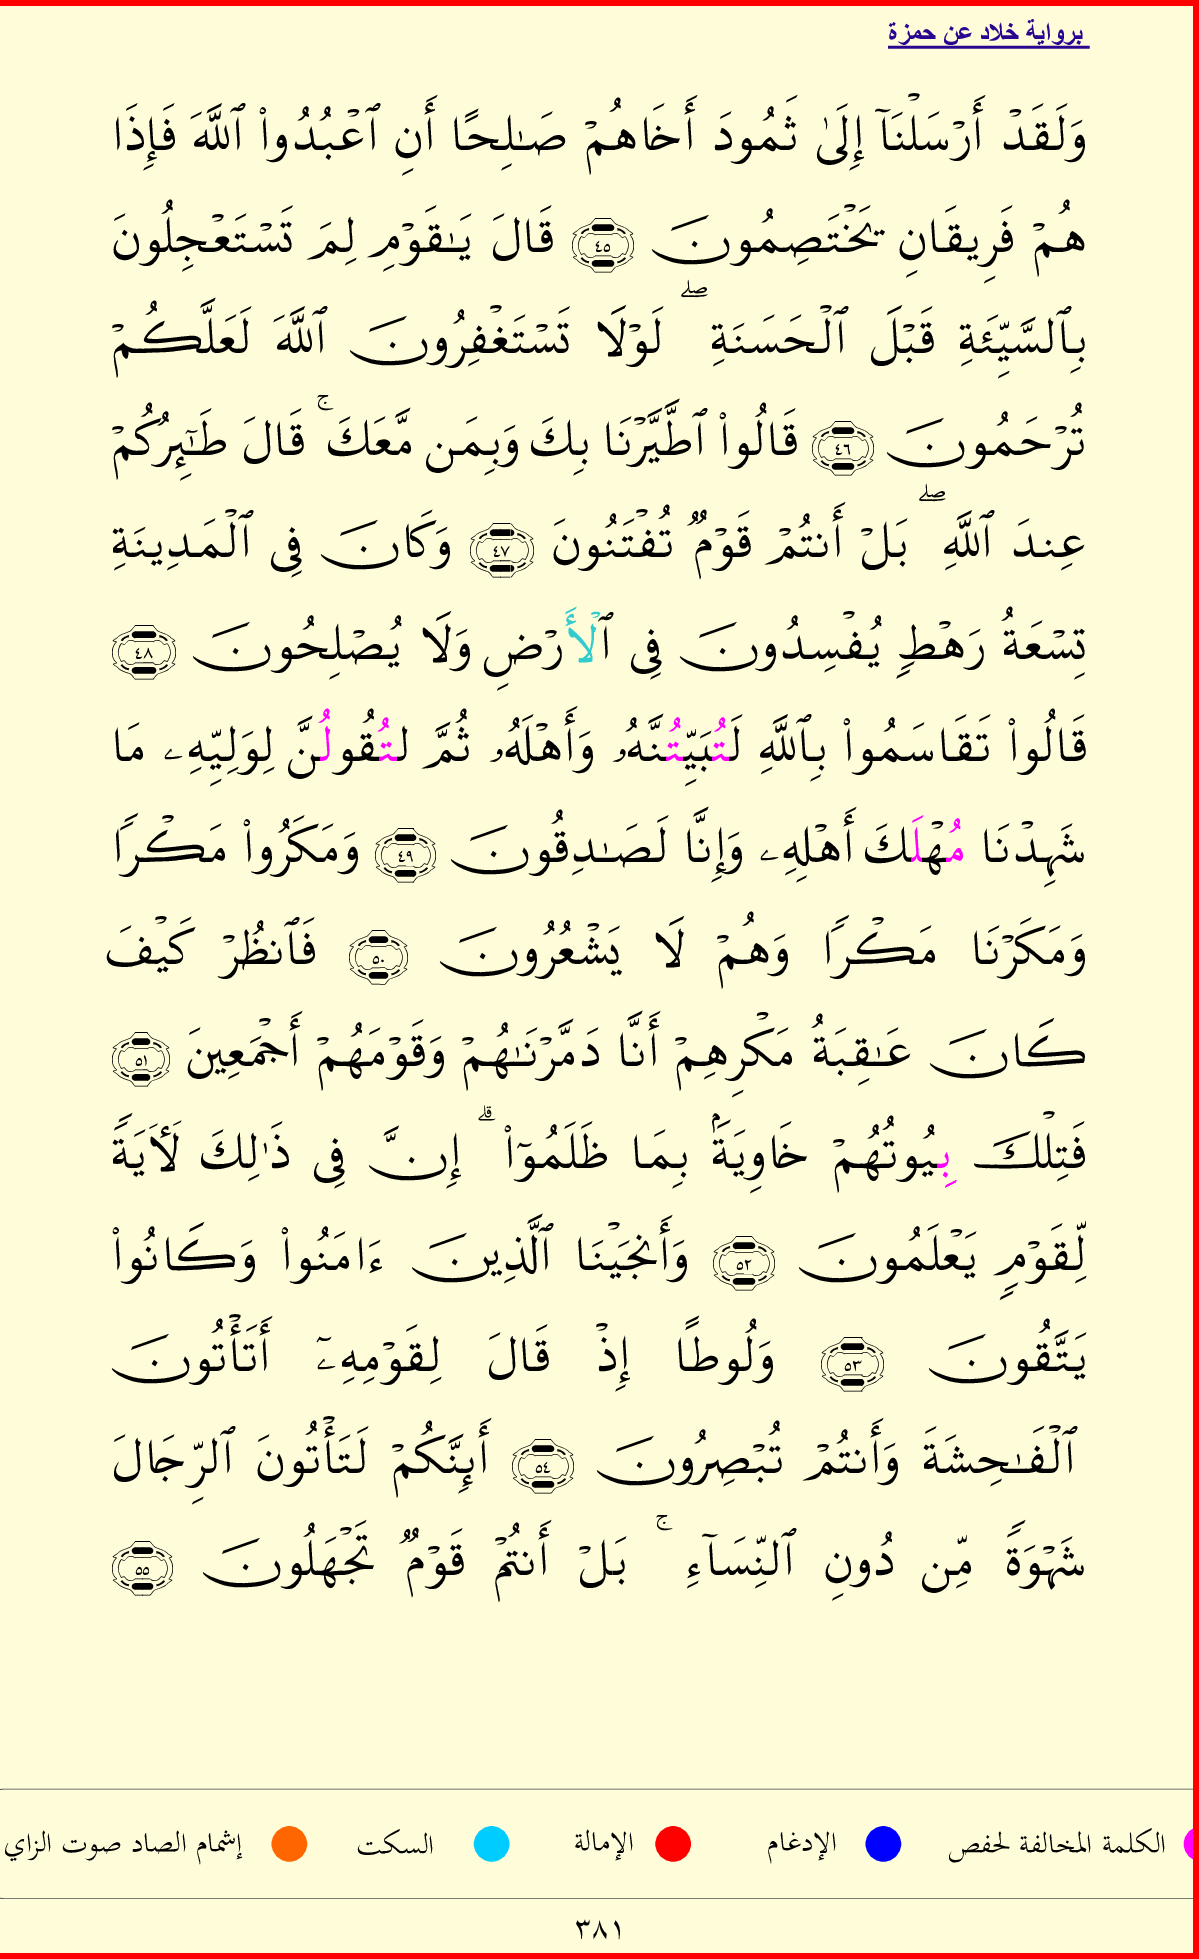 برواية خلاد عن حمزة
وَلَقَدۡ أَرۡسَلۡنَآ إِلَىٰ ثَمُودَ أَخَاهُمۡ صَٰلِحًا أَنِ ٱعۡبُدُوا۟ ٱللَّهَ فَإِذَا
هُمۡ فَرِيقَانِ يَخۡتَصِمُونَ ٤٥ قَالَ يَٰقَوۡمِ لِمَ تَسۡتَعۡجِلُونَ
بِٱلسَّيِّئَةِ قَبۡلَ ٱلۡحَسَنَةِۖ لَوۡلَا تَسۡتَغۡفِرُونَ ٱللَّهَ لَعَلَّكُمۡ
تُرۡحَمُونَ ٤٦ قَالُوا۟ ٱطَّيَّرۡنَا بِكَ وَبِمَن مَّعَكَۚ قَالَ طَٰٓئِرُكُمۡ
عِندَ ٱللَّهِۖ بَلۡ أَنتُمۡ قَوۡمٌ تُفۡتَنُونَ ٤٧ وَكَانَ فِى ٱلۡمَدِينَةِ
تِسۡعَةُ رَهۡطٍ يُفۡسِدُونَ فِى ٱلۡأَرۡضِ وَلَا يُصۡلِحُونَ ٤٨
قَالُوا۟ تَقَاسَمُوا۟ بِٱللَّهِ لَتُبَيِّتُنَّهُۥ وَأَهۡلَهُۥ ثُمَّ لتُقُولُنَّ لِوَلِيِّهِۦ مَا
شَهِدۡنَا مُهۡلَكَ أَهۡلِهِۦ وَإِنَّا لَصَٰدِقُونَ ٤٩ وَمَكَرُوا۟ مَكۡرًا
وَمَكَرۡنَا مَكۡرًا وَهُمۡ لَا يَشۡعُرُونَ ٥٠ فَٱنظُرۡ كَيۡفَ
كَانَ عَٰقِبَةُ مَكۡرِهِمۡ أَنَّا دَمَّرۡنَٰهُمۡ وَقَوۡمَهُمۡ أَجۡمَعِينَ ٥١
فَتِلۡكَ بِيُوتُهُمۡ خَاوِيَةَۢ بِمَا ظَلَمُوٓا۟ۗ إِنَّ فِى ذَٰلِكَ لَأٓيَةً
لِّقَوۡمٍ يَعۡلَمُونَ ٥٢ وَأَنجَيۡنَا ٱلَّذِينَ ءَامَنُوا۟ وَكَانُوا۟
يَتَّقُونَ ٥٣ وَلُوطًا إِذۡ قَالَ لِقَوۡمِهِۦٓ أَتَأۡتُونَ
ٱلۡفَٰحِشَةَ وَأَنتُمۡ تُبۡصِرُونَ ٥٤ أَئِنَّكُمۡ لَتَأۡتُونَ ٱلرِّجَالَ
شَهۡوَةً مِّن دُونِ ٱلنِّسَآءِۚ بَلۡ أَنتُمۡ قَوۡمٌ تَجۡهَلُونَ ٥٥
الكلمة المخالفة لحفص الإدغام الإمالة السكت إشمام الصاد صوت الزاي
٣٨١